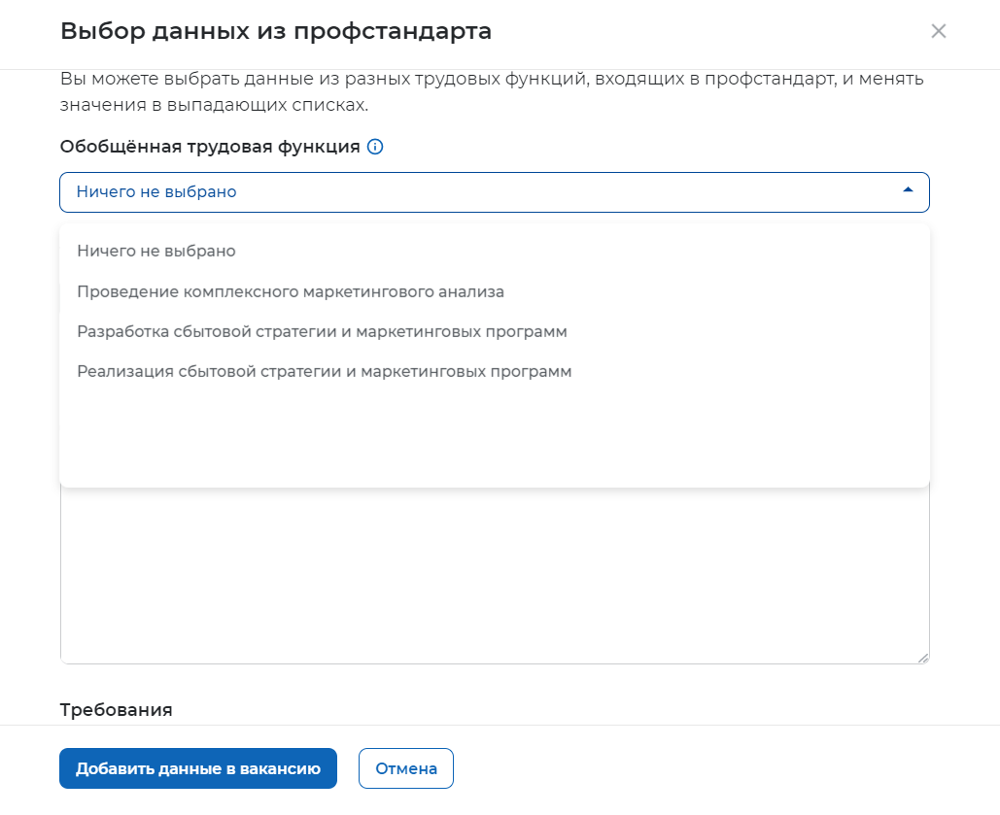 Выбор данных из профстандарта
Вы можете выбрать данные из разных трудовых функций, входящих в профстандарт, и менять
значения в выпадающих списках.
Обобщённая трудовая функция
Ничего не выбрано
Ничего не выбрано
Проведение комплексного маркетингового анализа
Разработка сбытовой стратегии и маркетинговых программ
Реализация сбытовой стратегии и маркетинговых программ
Требования
Добавить данные в вакансию
Отмена